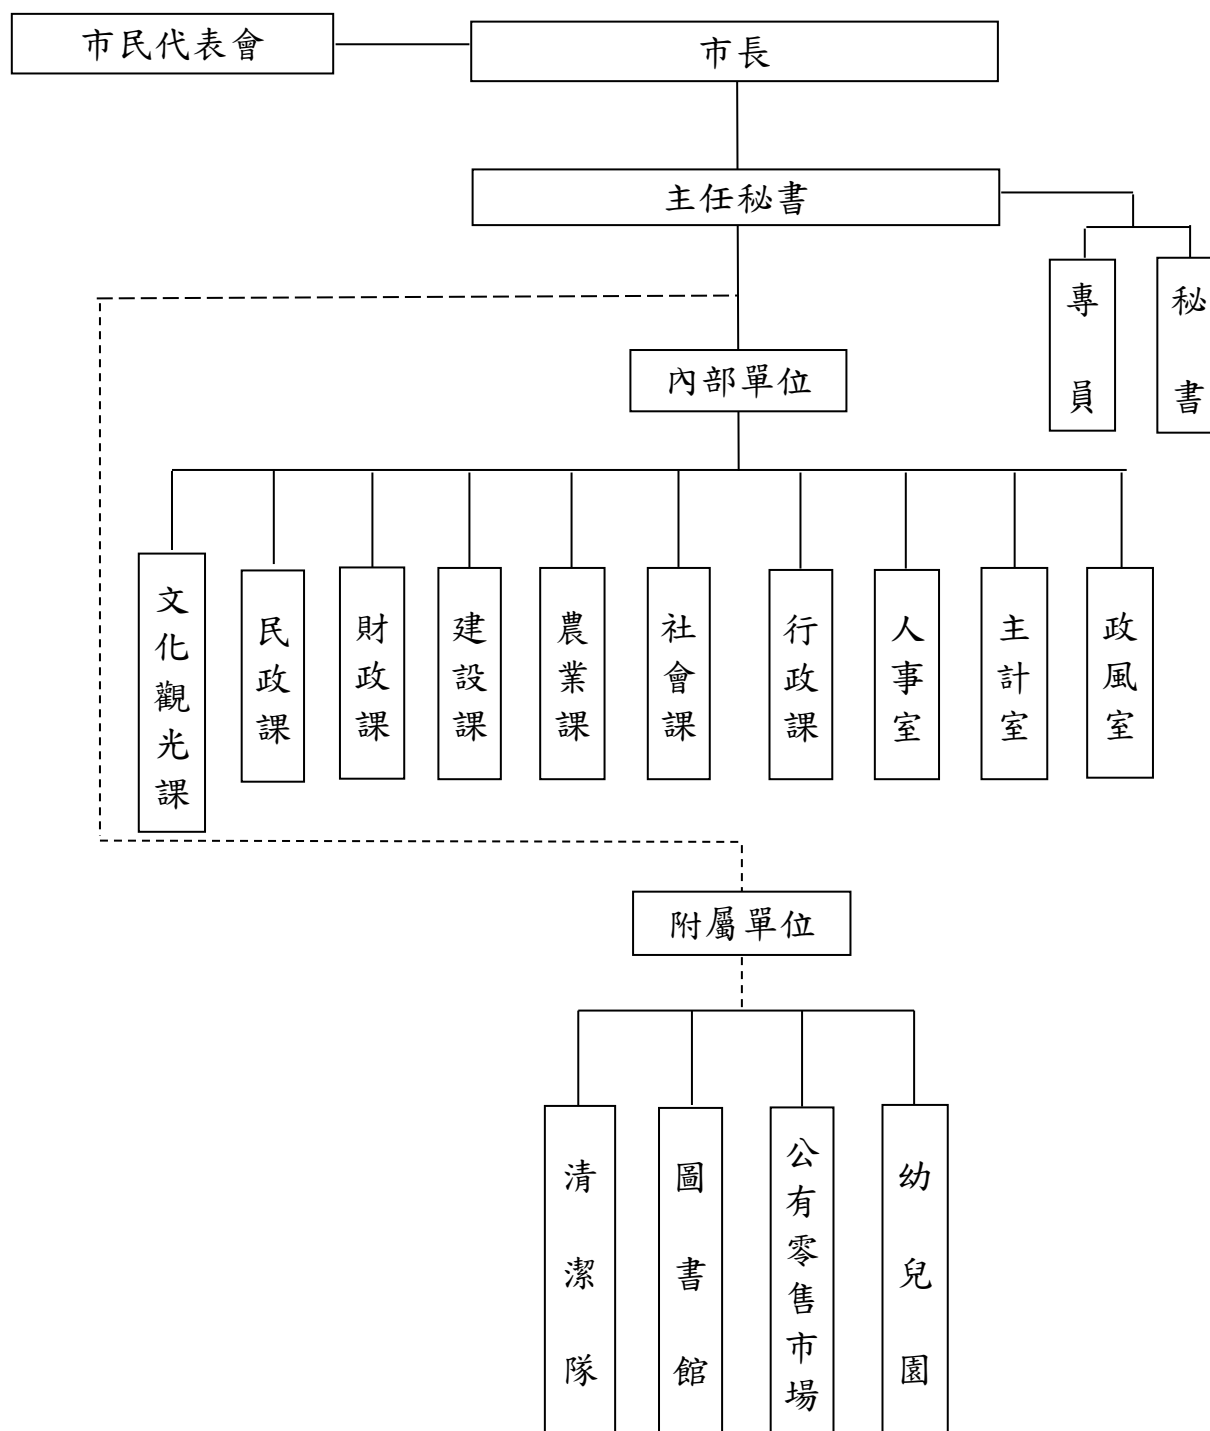 市民代表會
市長
主任秘書
專員
秘書
內部單位
文化觀光課
民政課
財政課
建設課
農業課
社會課
行政課
人事室
主計室
政風室
附屬單位
清潔隊
圖書館
公有零售市場
幼兒園